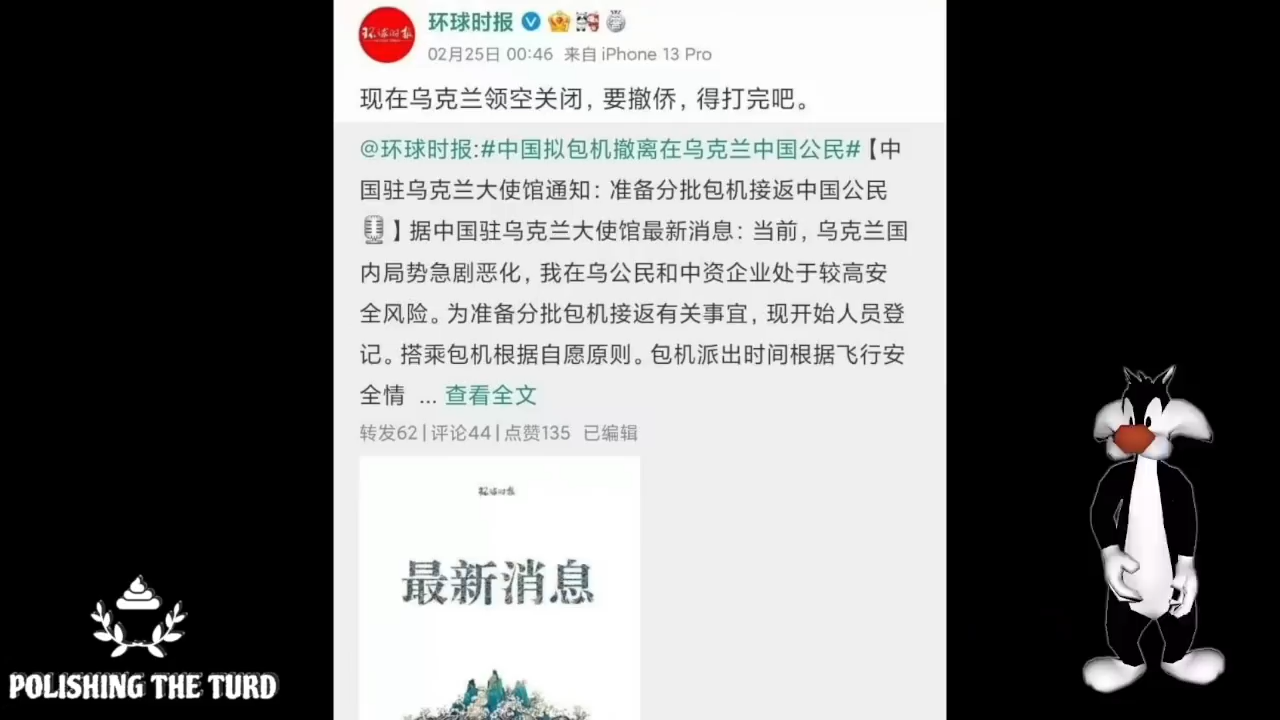 环球时报
02月25日 00:46 来自 iPhone 13 Pro
现在乌克兰领空关闭，要撤侨，得打完吧。
@环球时报:#中国拟包机撤离在乌克兰中国公民#【中
国驻乌克兰大使馆通知：准备分批包机接返中国公民
】据中国驻乌克兰大使馆最新消息：当前，乌克兰国
内局势急剧恶化，我在乌公民和中资企业处于较高安
全风险。为准备分批包机接返有关事宜，现开始人员登
记。搭乘包机根据自愿原则。包机派出时间根据飞行安
全情 ... 查看全文
转发62|评论44|点赞135 已编辑
环球时报
最新消息
POLISHING THE TURD